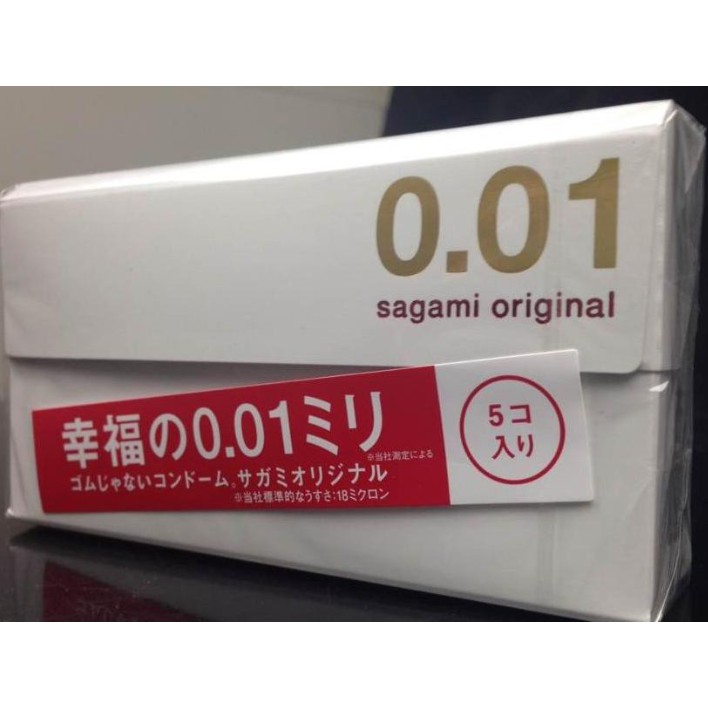 0.01
sagami original
幸福の0.01ミリ
※当社測定による
ゴムじゃないコンドーム。サガミオリジナル
※当社標準的なうすさ:18ミクロン
5コ
入り